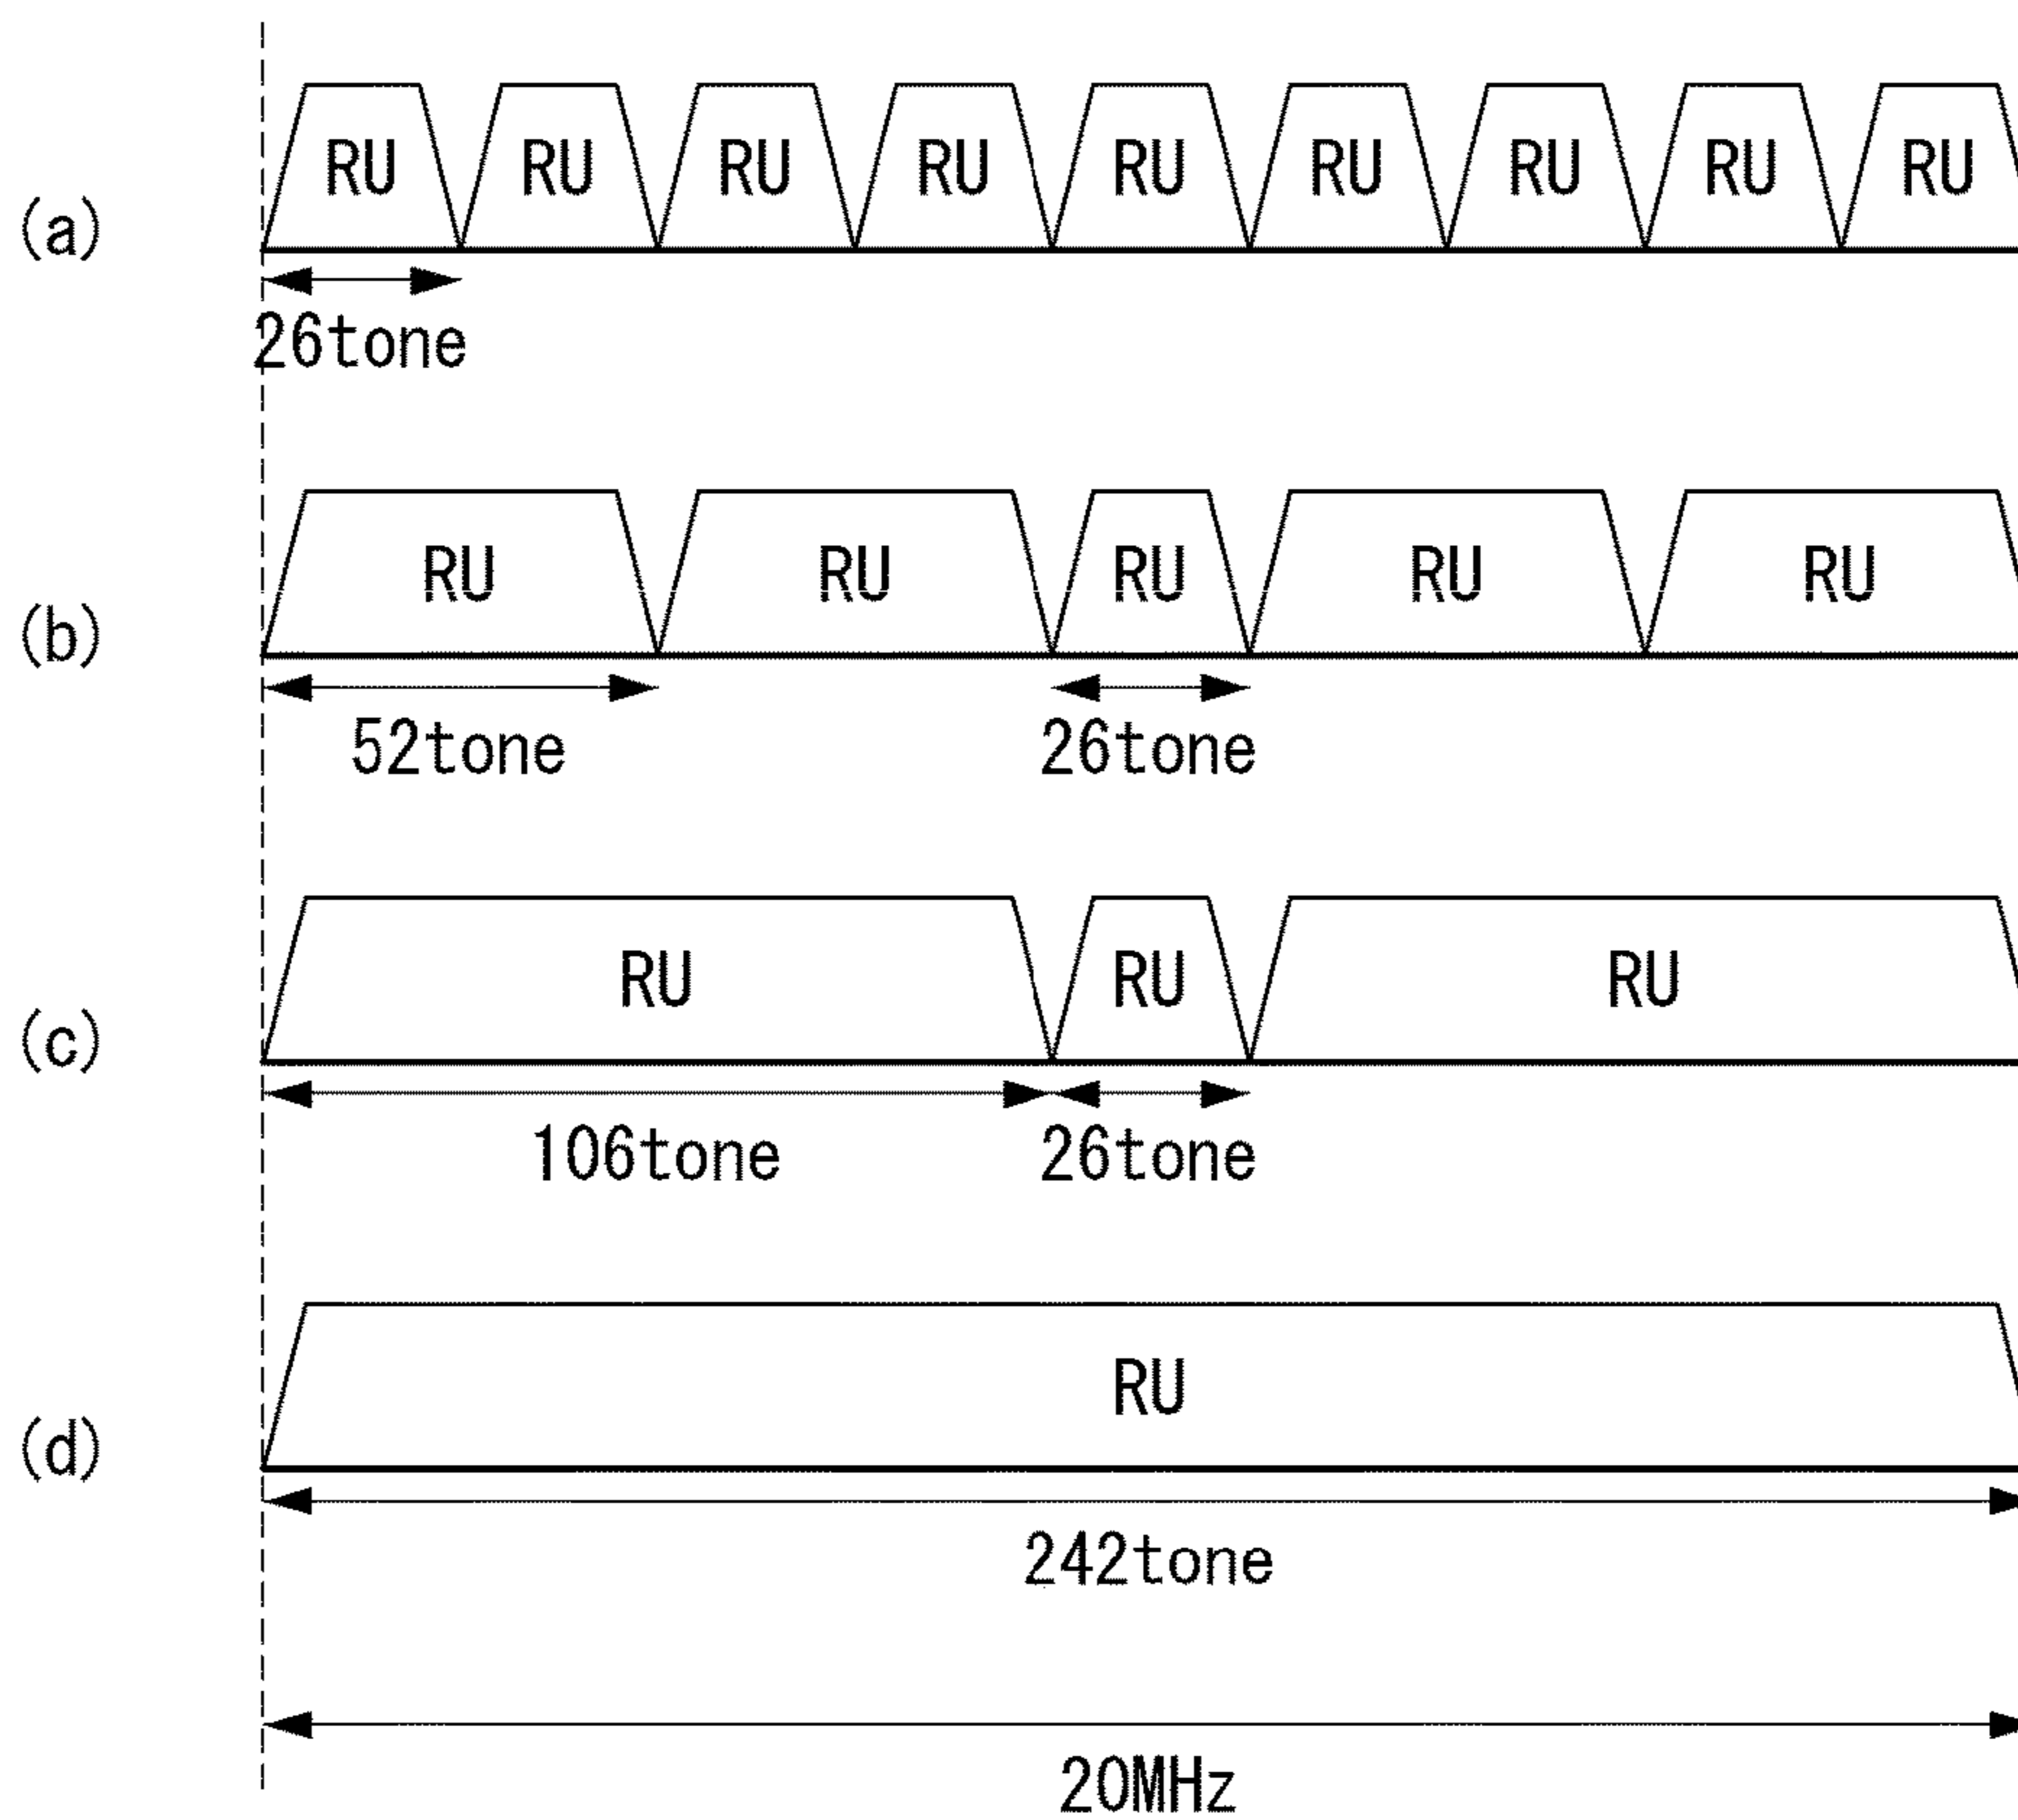 (a) RU RU RU RU RU RU RU RU RU
26tone
(b) RU RU RU RU RU
52tone 26tone
(c) RU RU RU
106tone 26tone
(d) RU
242tone
20MHz